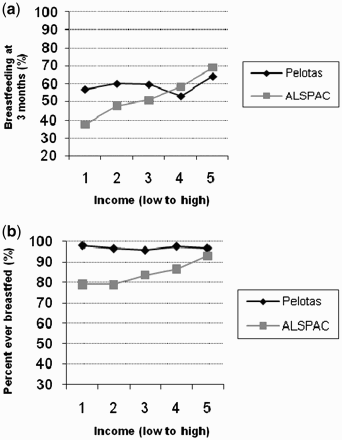 (a)
Breastfeeding at
3 months (%)
100
90
80
70
60
50
40
30
20
1 2 3 4 5
Income (low to high)
Pelotas
ALSPAC
(b)
Percent ever breastfed (%)
100
90
80
70
60
50
40
30
1 2 3 4 5
Income (low to high)
Pelotas
ALSPAC